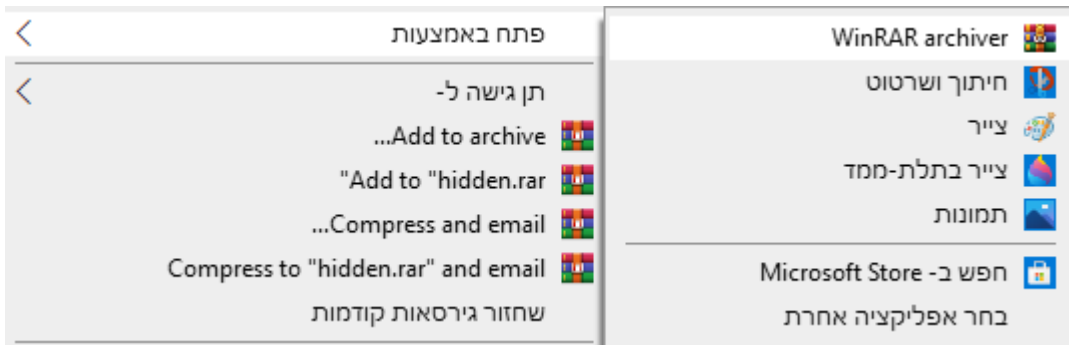 פתח באמצעות
תן גישה ל-
...Add to archive
"Add to "hidden.rar
...Compress and email
Compress to "hidden.rar" and email
שחזור גירסאות קודמות
WinRAR archiver
חיתוך ושרטוט
צייר
צייר בתלת-ממד
תמונות
חפש ב- Microsoft Store
בחר אפליקציה אחרת